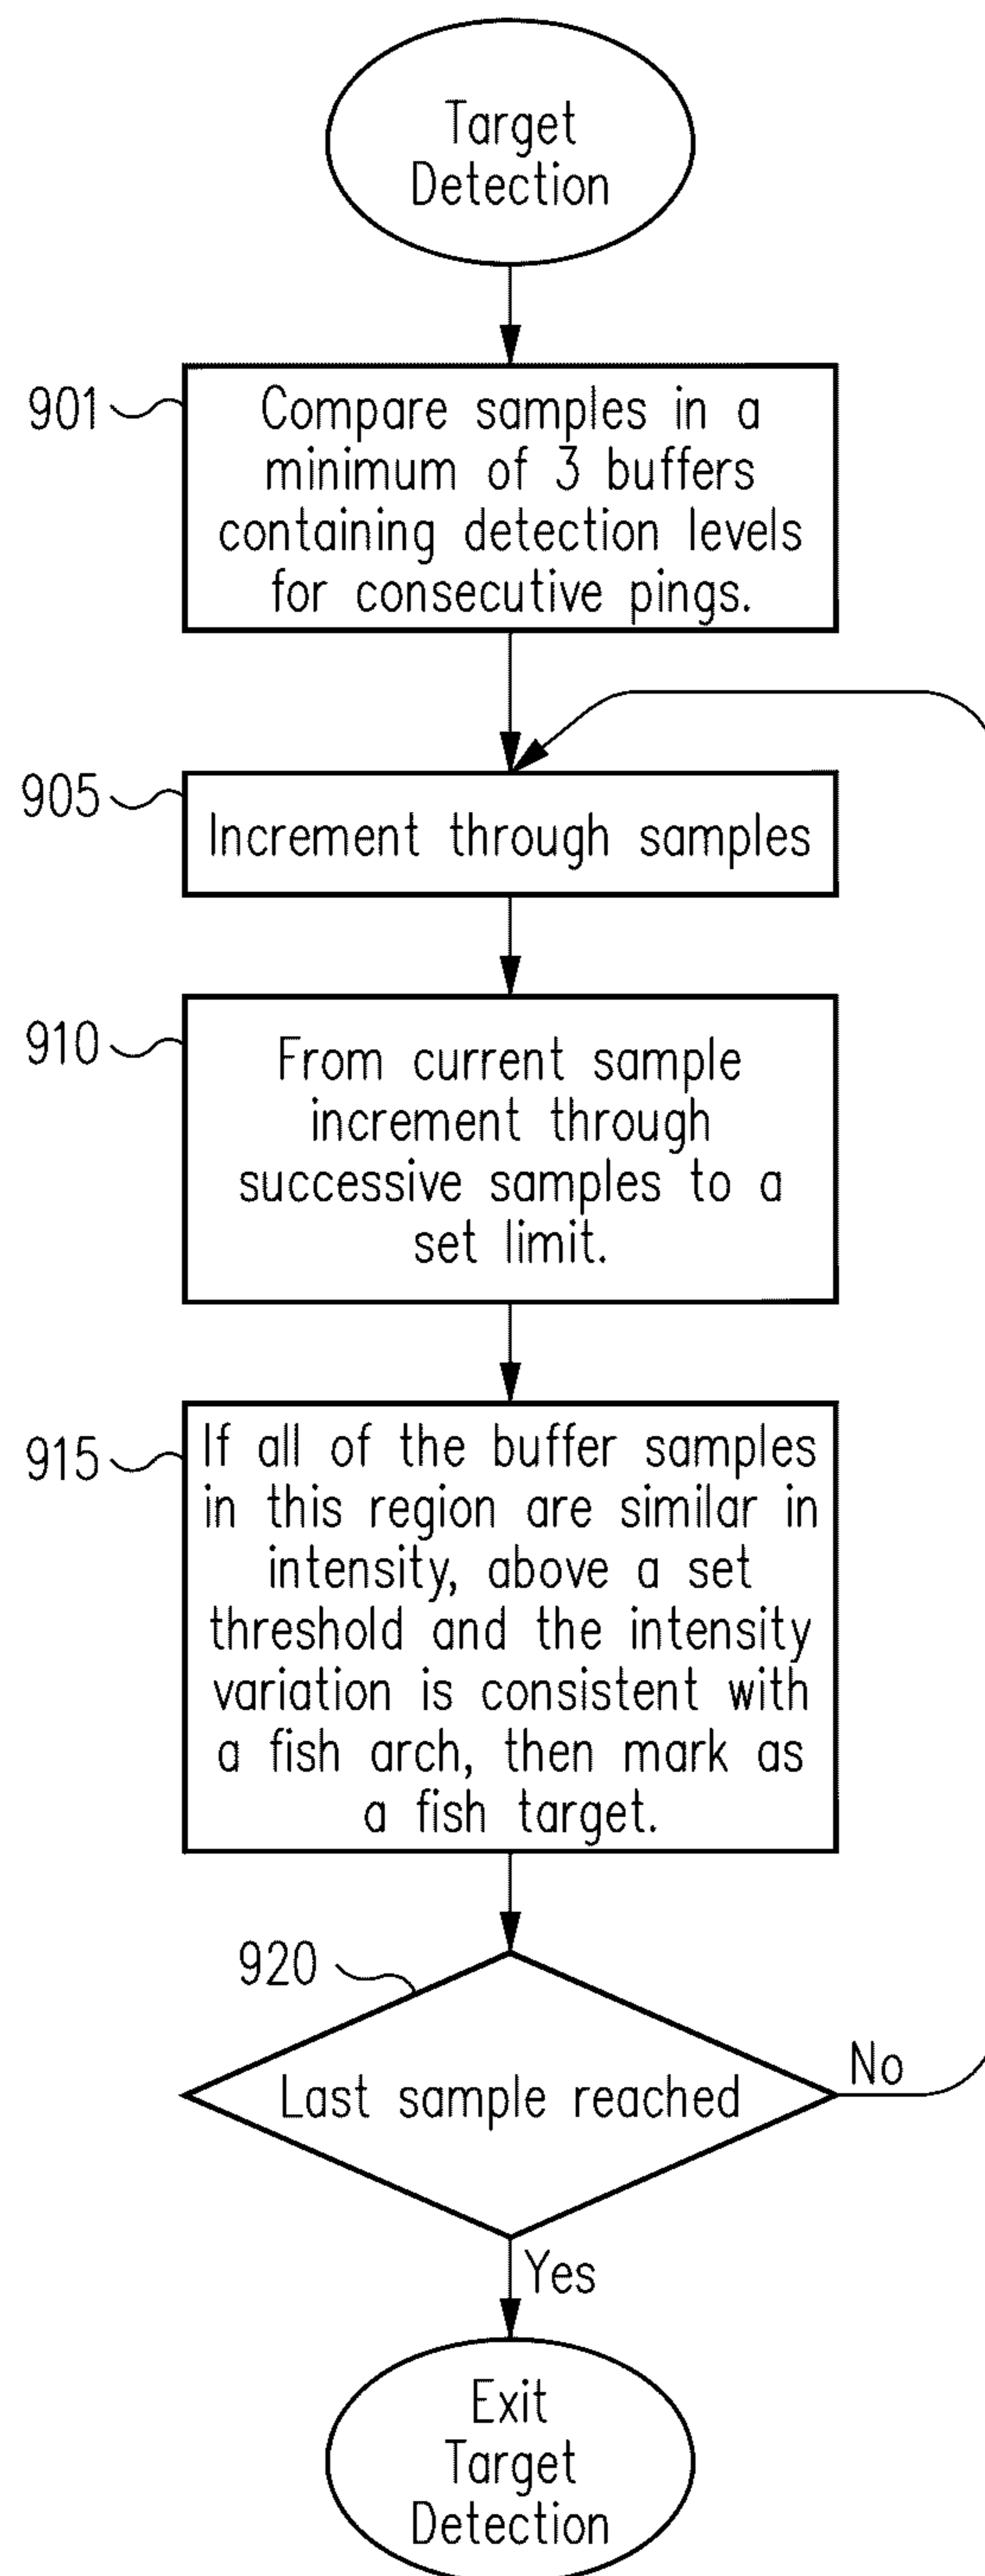 Target
Detection
901
Compare samples in a
minimum of 3 buffers
containing detection levels
for consecutive pings.
905
Increment through samples
910
From current sample
increment through
successive samples to a
set limit.
915
If all of the buffer samples
in this region are similar in
intensity, above a set
threshold and the intensity
variation is consistent with
a fish arch, then mark as
a fish target.
920
Last sample reached
No
Yes
Exit
Target
Detection